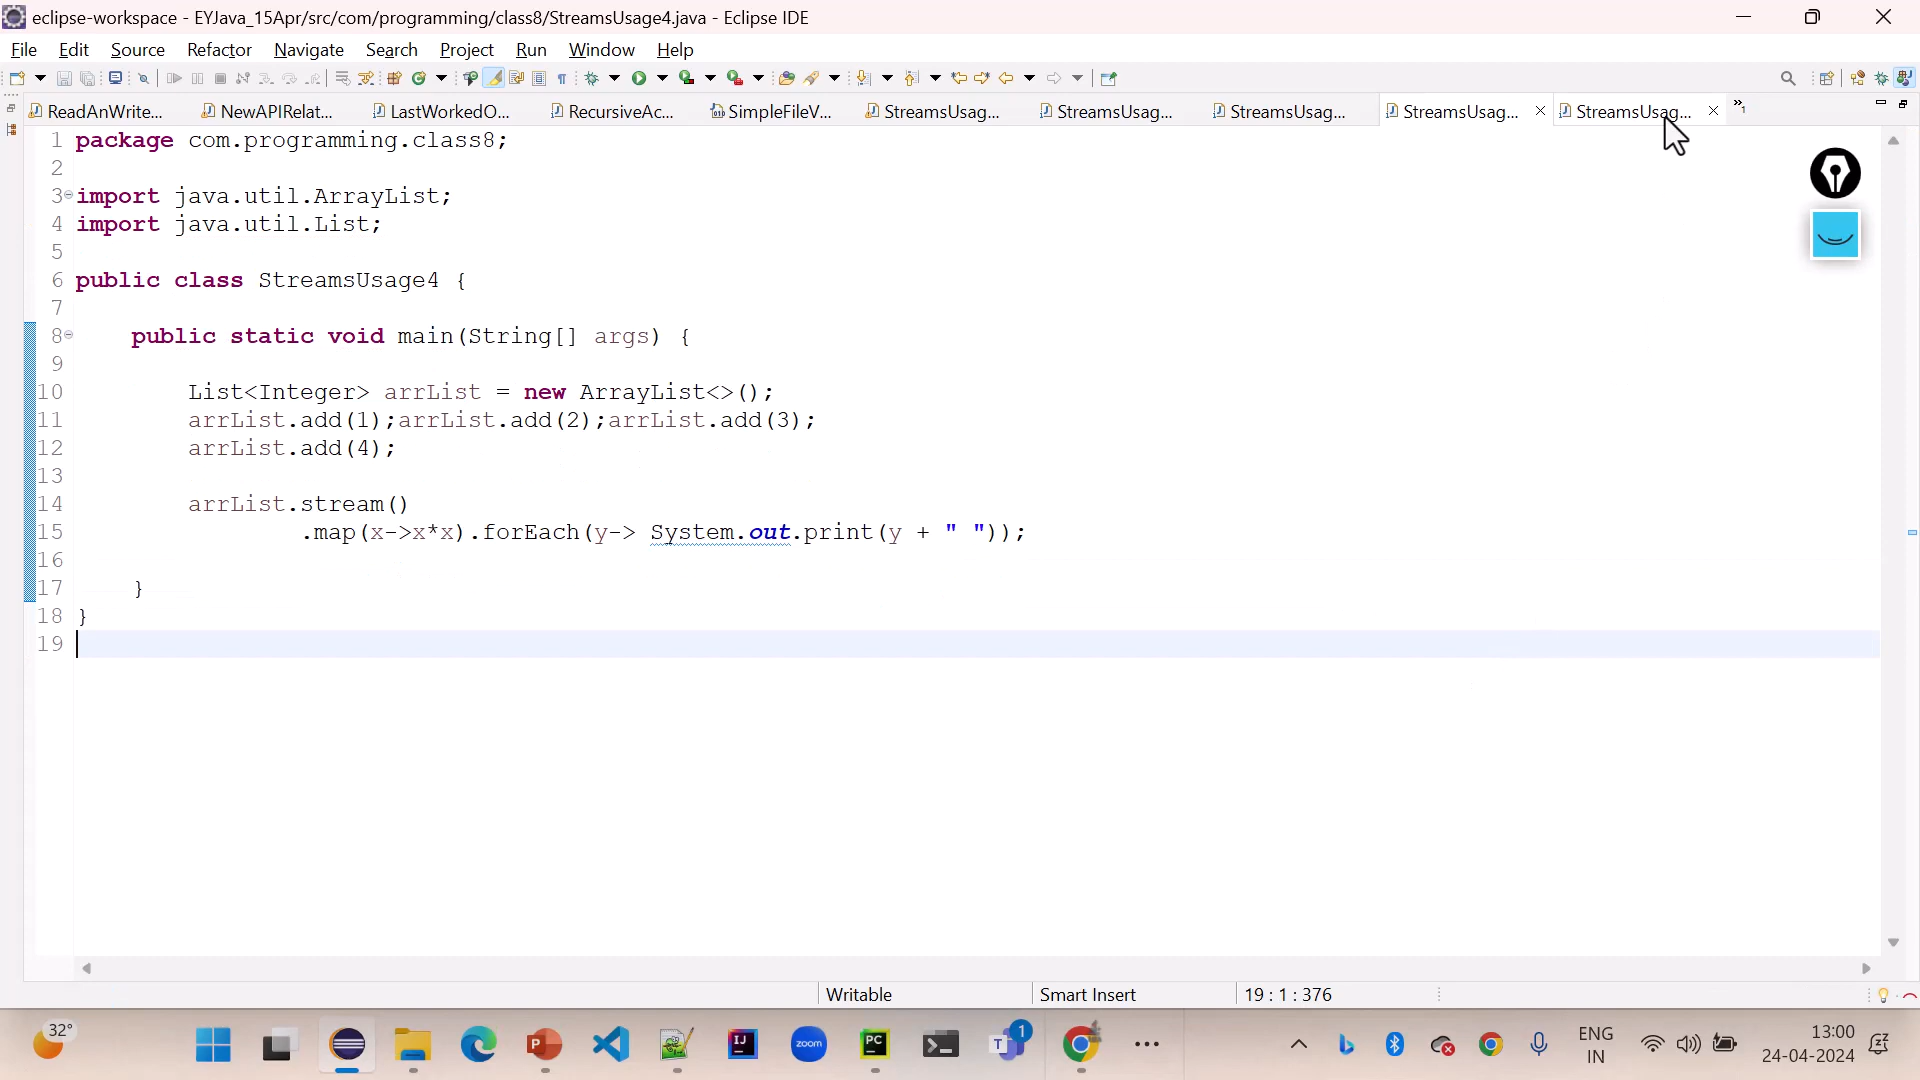 eclipse-workspace - EYJava_15Apr/src/com/programming/class8/StreamsUsage4.java - Eclipse IDE
File Edit Source Refactor Navigate Search Run Project Window Help
ReadAnWrite... NewAPIRelat... LastWorkedO... RecursiveAc... SimpleFileV... StreamsUsag... StreamsUsag... StreamsUsag... StreamsUsag... StreamsUsag... »1
1 package com.programming.class8;
2
3 import java.util.ArrayList;
4 import java.util.List;
5
6 public class StreamsUsage4 {
7
8 public static void main(String[] args) {
9
10 List<Integer> arrList = new ArrayList<>();
11 arrList.add(1);arrList.add(2);arrList.add(3);
12 arrList.add(4);
13
14 arrList.stream()
15 .map(x->x*x).forEach(y-> System.out.print(y + " "));
16
17 }
18 }
19
Writable Smart Insert 19 : 1 : 376
32° IJ zoom PC T 1 ENG 13:00
IN 24-04-2024